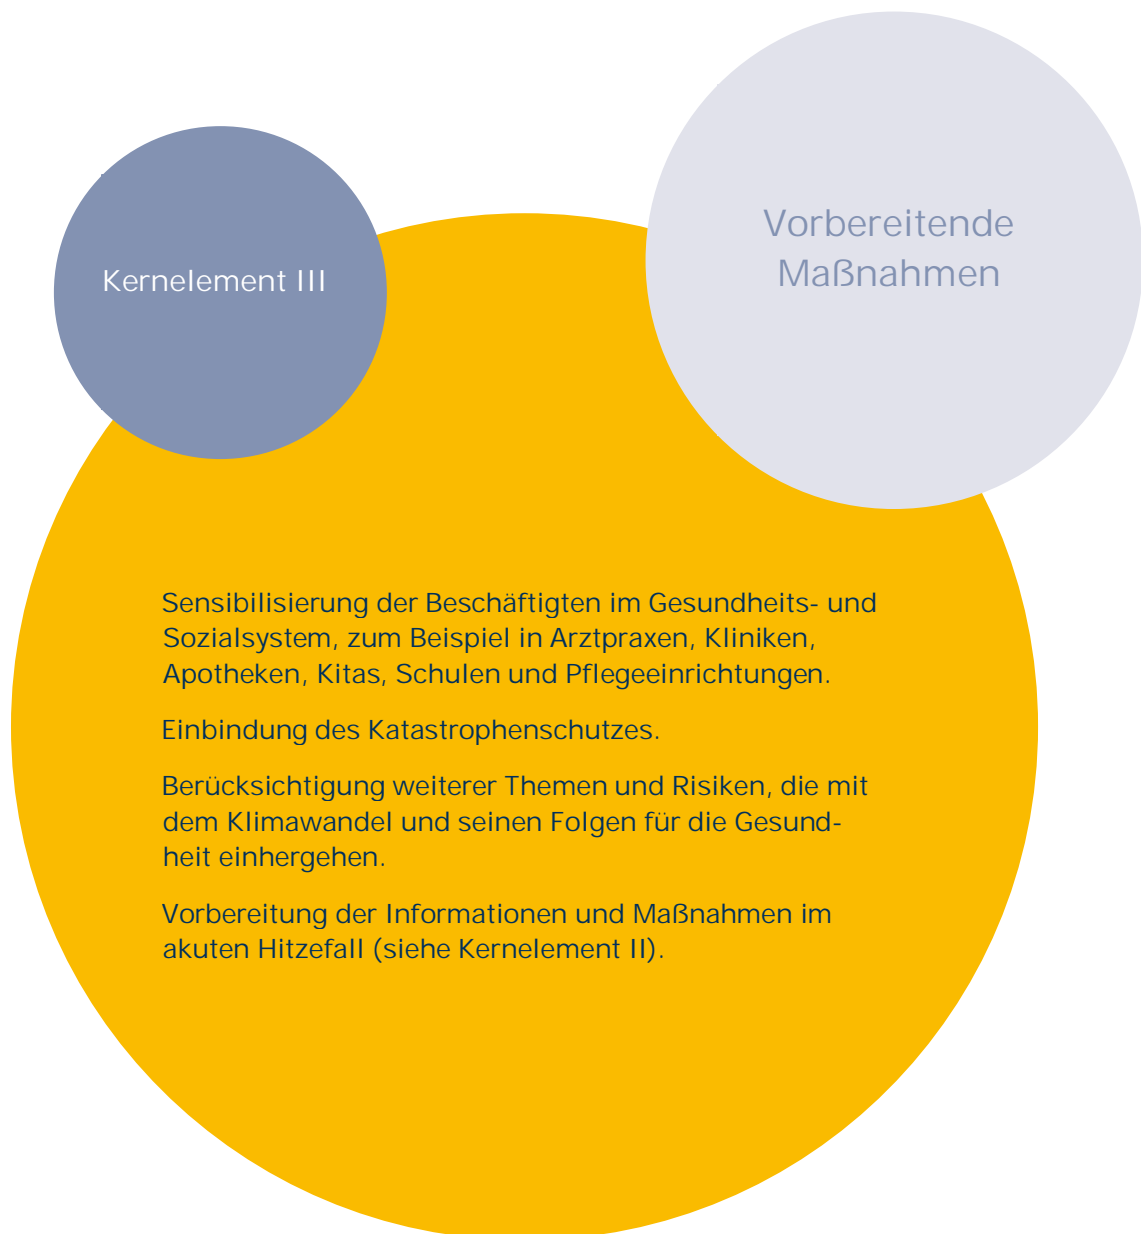 Kernelement III
Vorbereitende
Maßnahmen
Sensibilisierung der Beschäftigten im Gesundheits- und
Sozialsystem, zum Beispiel in Arztpraxen, Kliniken,
Apotheken, Kitas, Schulen und Pflegeeinrichtungen.
Einbindung des Katastrophenschutzes.
Berücksichtigung weiterer Themen und Risiken, die mit
dem Klimawandel und seinen Folgen für die Gesund-
heit einhergehen.
Vorbereitung der Informationen und Maßnahmen im
akuten Hitzefall (siehe Kernelement II).